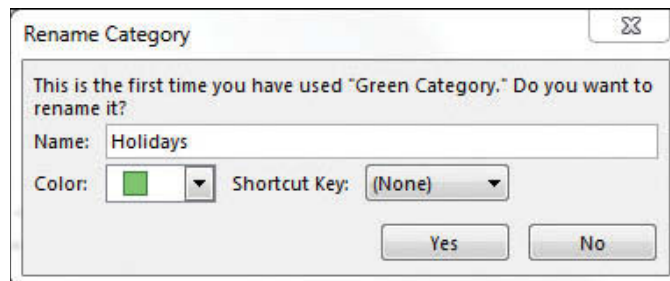 Rename Category
This is the first time you have used "Green Category." Do you want to
rename it?
Name: Holidays
Color: Shortcut Key: (None)
Yes No